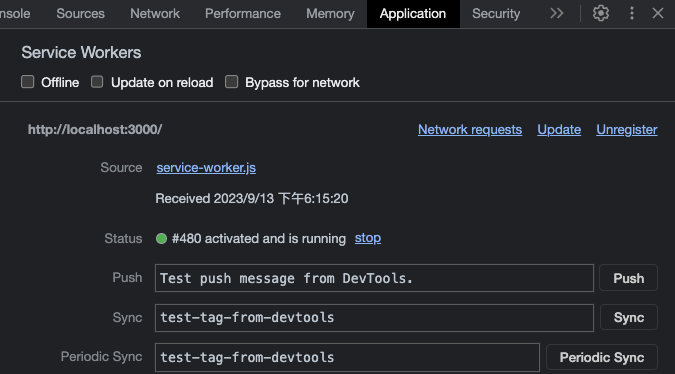 nsole Sources Network Performance Memory Application Security
Service Workers
Offline Update on reload Bypass for network
http://localhost:3000/ Network requests Update Unregister
Source service-worker.js
Received 2023/9/13 下午6:15:20
Status #480 activated and is running stop
Push Test push message from DevTools. Push
Sync test-tag-from-devtools Sync
Periodic Sync test-tag-from-devtools Periodic Sync